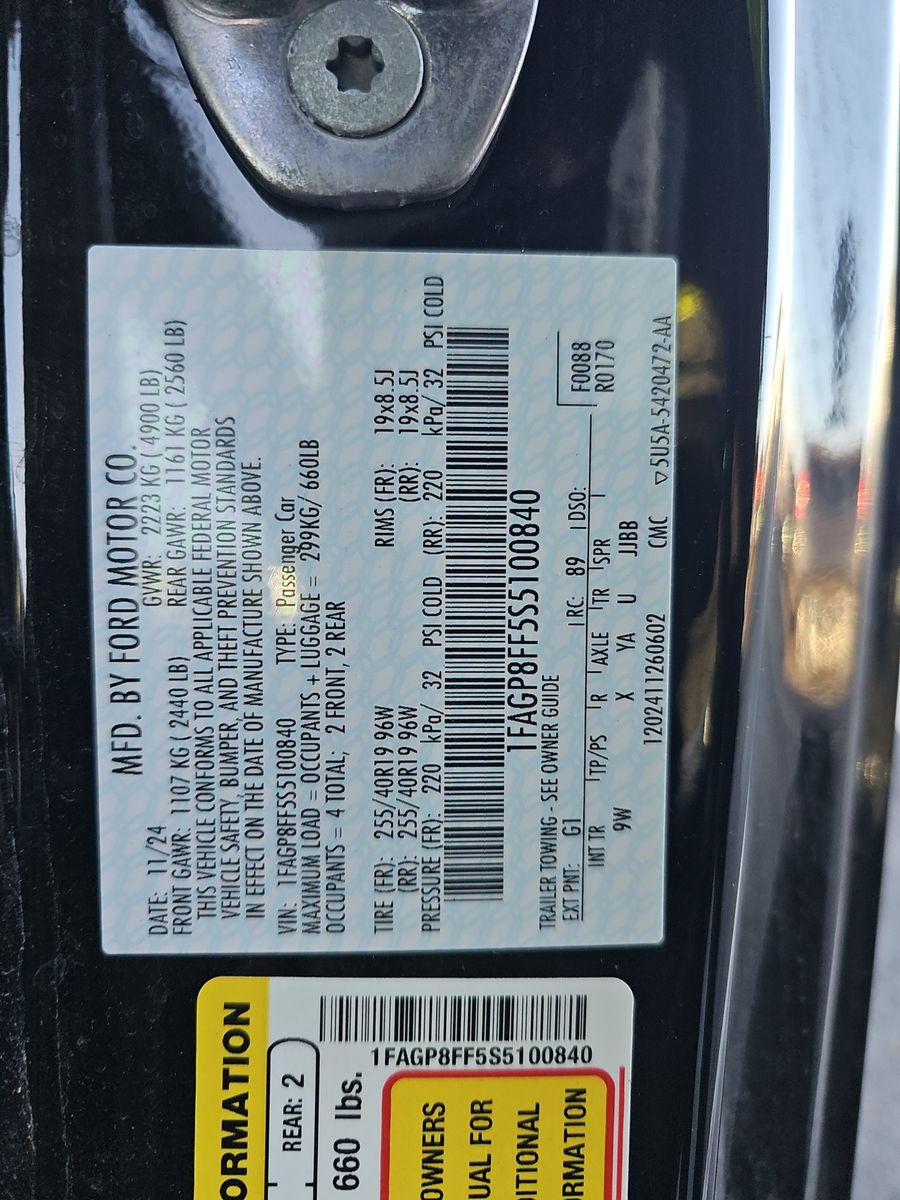 MFD. BY FORD MOTOR CO.
DATE: 11/24 GVWR: 2223 KG ( 4900 LB)
FRONT GAWR: 1107 KG ( 2440 LB) REAR GAWR: 1161 KG ( 2560 LB)
THIS VEHICLE CONFORMS TO ALL APPLICABLE FEDERAL MOTOR
VEHICLE SAFETY, BUMPER, AND THEFT PREVENTION STANDARDS
IN EFFECT ON THE DATE OF MANUFACTURE SHOWN ABOVE.
VIN: 1FAGP8FF5S5100840 TYPE: Passenger Car
MAXIMUM LOAD = OCCUPANTS + LUGGAGE = 299KG/ 660LB
OCCUPANTS = 4 TOTAL; 2 FRONT, 2 REAR
TIRE (FR): 255/40R19 96W RIMS (FR): 19x8.5J
(RR): 255/40R19 96W (RR): 19x8.5J
PRESSURE (FR): 220 kPa/ 32 PSI COLD (RR): 220 kPa/ 32 PSI COLD
1FAGP8FF5S5100840
TRAILER TOWING - SEE OWNER GUIDE
EXT PNT: G1 RC: 89 DSO: F0088
INT TR TP/PS R AXLE TR SPR R0170
9W X YA U JJBB
1202411260602 CMC ▽5U5A-5420472-AA
ORMATION
REAR: 2
660 lbs.
1FAGP8FF5S5100840
OWNERS
UAL FOR
ITIONAL
RMATION